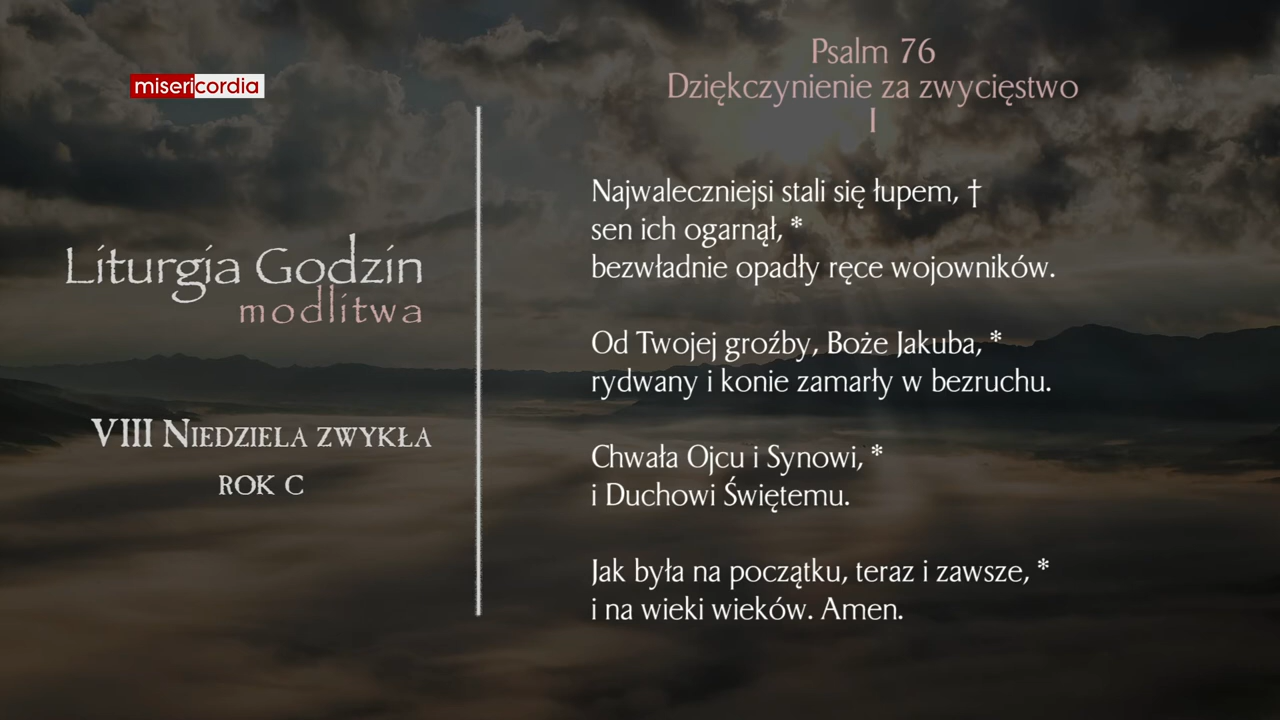 misericordia
Liturgia Godzin
modlitwa
VIII Niedziela zwykła
rok C
Psalm 76
Dziękczynienie za zwycięstwo
I
Najwaleczniejsi stali się łupem, †
sen ich ogarnął, *
bezwładnie opadły ręce wojowników.
Od Twojej groźby, Boże Jakuba, *
rydwany i konie zamarły w bezruchu.
Chwała Ojcu i Synowi, *
i Duchowi Świętemu.
Jak była na początku, teraz i zawsze, *
i na wieki wieków. Amen.